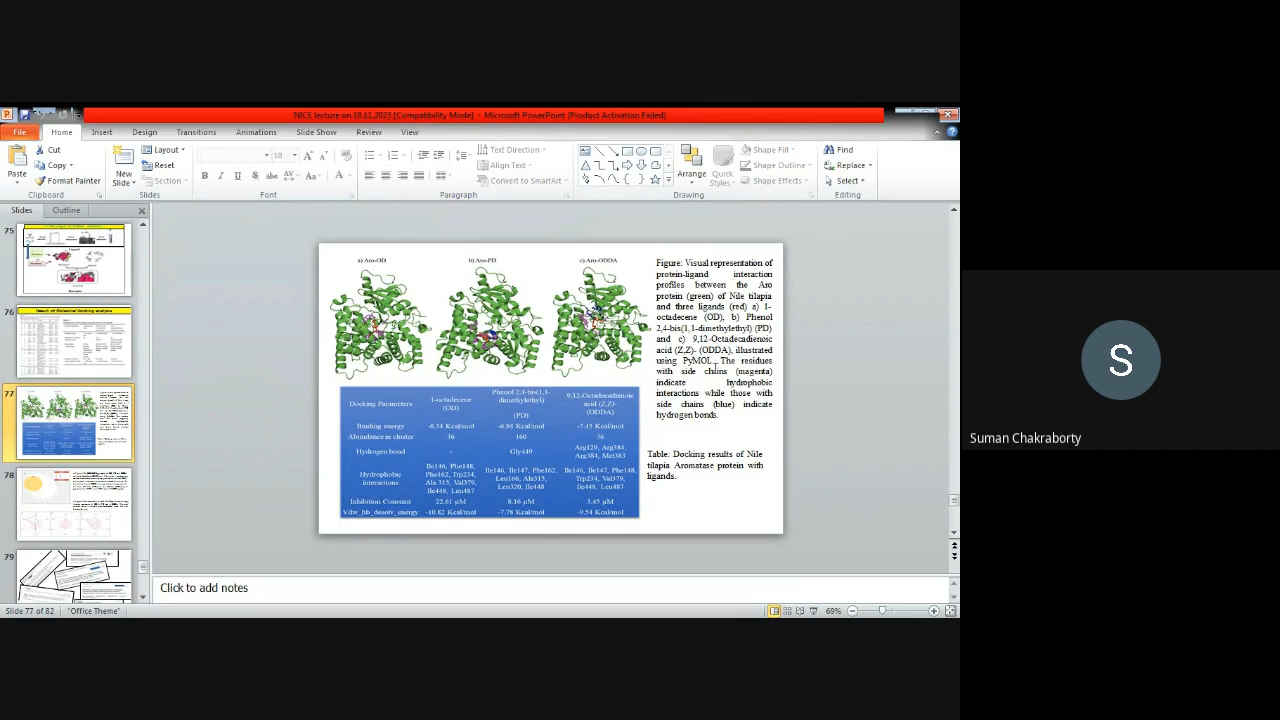 NICE lecture on 18.11.2023 [Compatibility Mode] - Microsoft PowerPoint (Product Activation Failed)
File Home Insert Design Transitions Animations Slide Show Review View
Paste
Cut
Copy
Format Painter
Clipboard
New Slide
Layout
Reset
Section
Slides
18
Font
Paragraph
Text Direction
Align Text
Convert to SmartArt
Arrange
Quick Styles
Shape Fill
Shape Outline
Shape Effects
Drawing
Find
Replace
Select
Editing
Slides Outline
75
76
Result of Molecular Docking analysis
77
78
79
a) Aro-OD b) Aro-PD c) Aro-ODDA
Figure: Visual representation of
protein-ligand interaction
profiles between the Aro
protein (green) of Nile tilapia
and three ligands (red) a) 1-
octadecene (OD), b) Phenol
2,4-bis(1,1-dimethylethyl) (PD)
and c) 9,12-Octadecadienoic
acid (Z,Z)- (ODDA), illustrated
using PyMOL. The residues
with side chains (magenta)
indicate hydrophobic
interactions while those with
side chains (blue) indicate
hydrogen bonds.
Docking Parameters
1-octadecene (OD)
Phenol 2,4-bis(1,1-dimethylethyl) (PD)
9,12-Octadecadienoic acid (Z,Z)- (ODDA)
Binding energy -6.34 Kcal/mol -6.94 Kcal/mol -7.45 Kcal/mol
Abundance in cluster 36 160 36
Hydrogen bond - Gly449 Arg129, Arg384, Arg384, Met383
Hydrophobic interactions
Ile146, Phe148, Phe162, Trp234, Ala 315, Val379, Ile448, Leu487
Ile146, Ile147, Phe162, Leu166, Ala315, Leu320, Ile448
Ile146, Ile147, Phe148, Trp234, Val379, Ile448, Leu487
Inhibition Constant 22.61 µM 8.16 µM 3.45 µM
Vdw_hb_desolv_energy -10.82 Kcal/mol -7.78 Kcal/mol -9.54 Kcal/mol
Table: Docking results of Nile
tilapia Aromatase protein with
ligands.
Click to add notes
Slide 77 of 82 "Office Theme" 69%
S
Suman Chakraborty